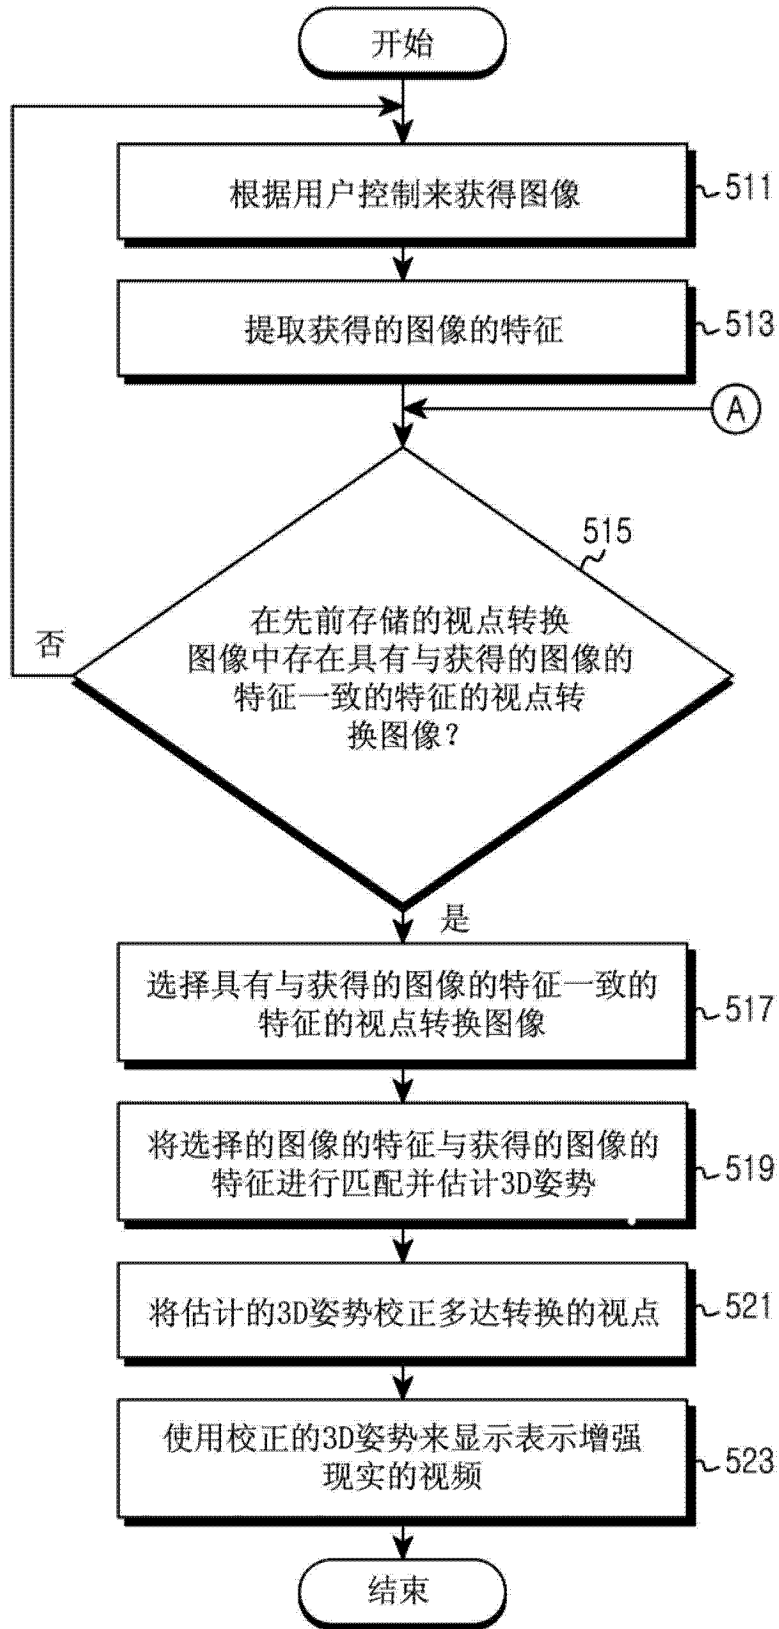 开始
根据用户控制来获得图像
511
提取获得的图像的特征
513
A
515
在先前存储的视点转换
图像中存在具有与获得的图像的
特征一致的特征的视点转
换图像?
否
是
选择具有与获得的图像的特征一致的
特征的视点转换图像
517
将选择的图像的特征与获得的图像的
特征进行匹配并估计3D姿势
519
将估计的3D姿势校正多达转换的视点
521
使用校正的3D姿势来显示表示增强
现实的视频
523
结束